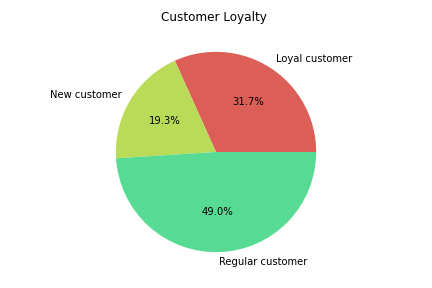 Customer Loyalty
Loyal customer
31.7%
New customer
19.3%
49.0%
Regular customer